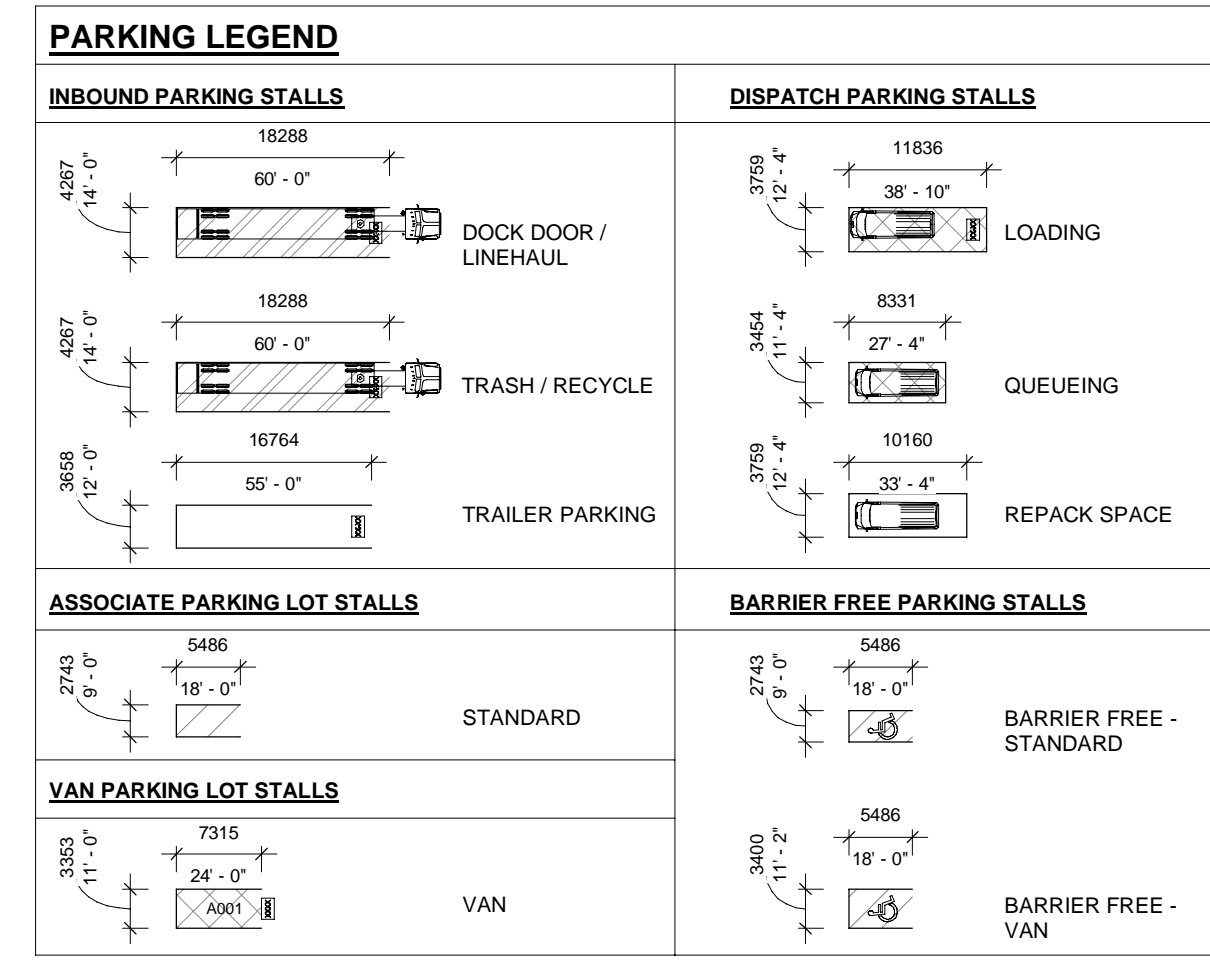 PARKING LEGEND
INBOUND PARKING STALLS
18288
60' - 0"
4267
14' - 0"
DOCK DOOR /
LINEHAUL
18288
60' - 0"
4267
14' - 0"
TRASH / RECYCLE
16764
55' - 0"
3658
12' - 0"
XXXX
TRAILER PARKING
DISPATCH PARKING STALLS
11836
38' - 10"
3759
12' - 4"
XXXX
LOADING
8331
27' - 4"
3454
11' - 4"
QUEUEING
10160
33' - 4"
3759
12' - 4"
REPACK SPACE
ASSOCIATE PARKING LOT STALLS
5486
18' - 0"
2743
9' - 0"
STANDARD
VAN PARKING LOT STALLS
7315
24' - 0"
3353
11' - 0"
A001
XXXX
VAN
BARRIER FREE PARKING STALLS
5486
18' - 0"
2743
9' - 0"
BARRIER FREE -
STANDARD
5486
18' - 0"
3400
11' - 2"
BARRIER FREE -
VAN